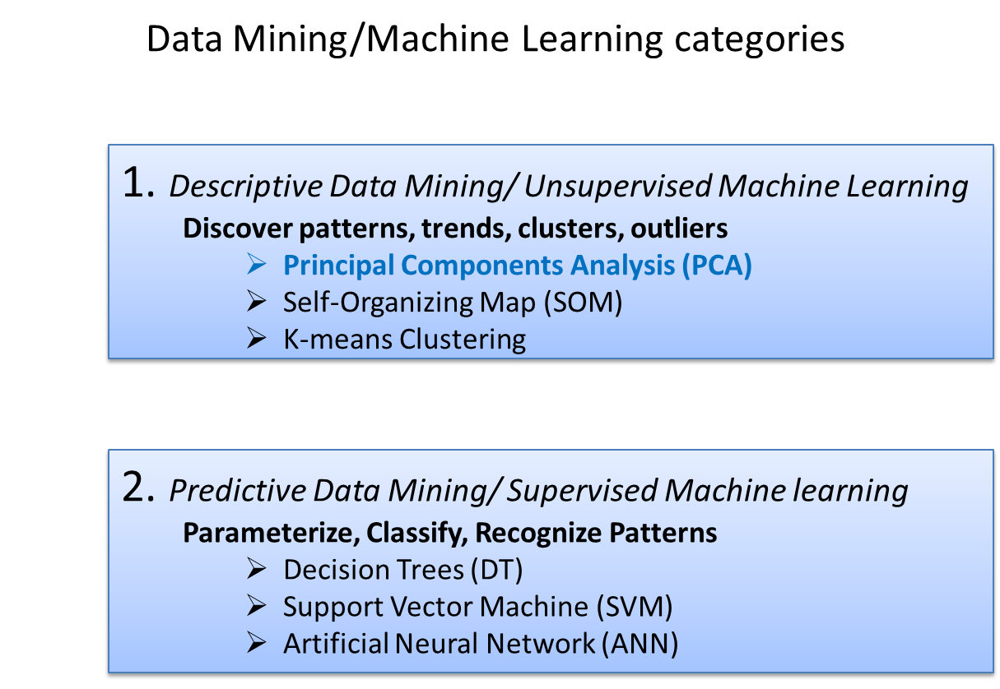 Data Mining/Machine Learning categories
1. Descriptive Data Mining/ Unsupervised Machine Learning
Discover patterns, trends, clusters, outliers
➢ Principal Components Analysis (PCA)
➢ Self-Organizing Map (SOM)
➢ K-means Clustering
2. Predictive Data Mining/ Supervised Machine learning
Parameterize, Classify, Recognize Patterns
➢ Decision Trees (DT)
➢ Support Vector Machine (SVM)
➢ Artificial Neural Network (ANN)